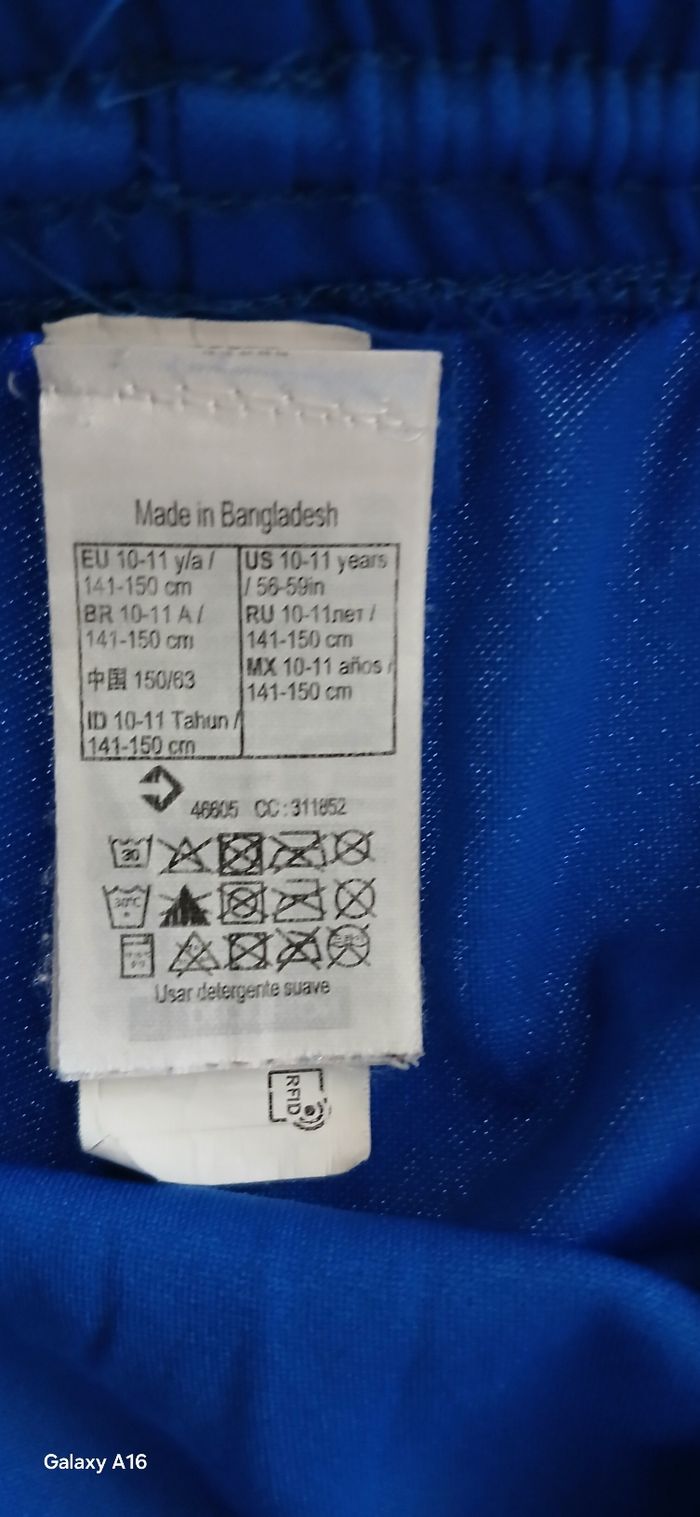 Made in Bangladesh
EU 10-11 y/a /
141-150 cm
BR 10-11 A /
141-150 cm
中国 150/63
ID 10-11 Tahun /
141-150 cm
US 10-11 years
/ 56-59in
RU 10-11лет /
141-150 cm
MX 10-11 años /
141-150 cm
46605 CC:311852
30
30°C
Usar detergente suave
RFID
Galaxy A16